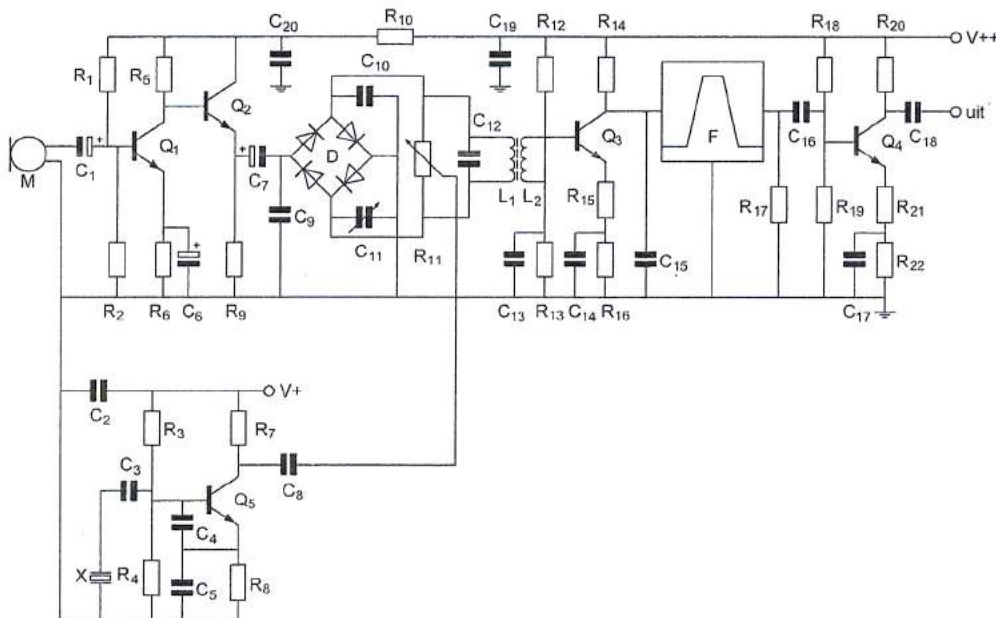 C20 R10 C19 R12 R14 R18 R20
V++
R1 R5 C10
Q2 C12 F uit
Q1 Q3 C16 Q4 C18
D
M C1 C7 L1 L2 R15
C9 R17 R19 R21
C11 R11 C15 R22
R2 R6 C6 R9 C13 R13 C14 R16 C17
C2 V+
R3 R7
C3 C8
Q5
C4
X R4 C5 R8